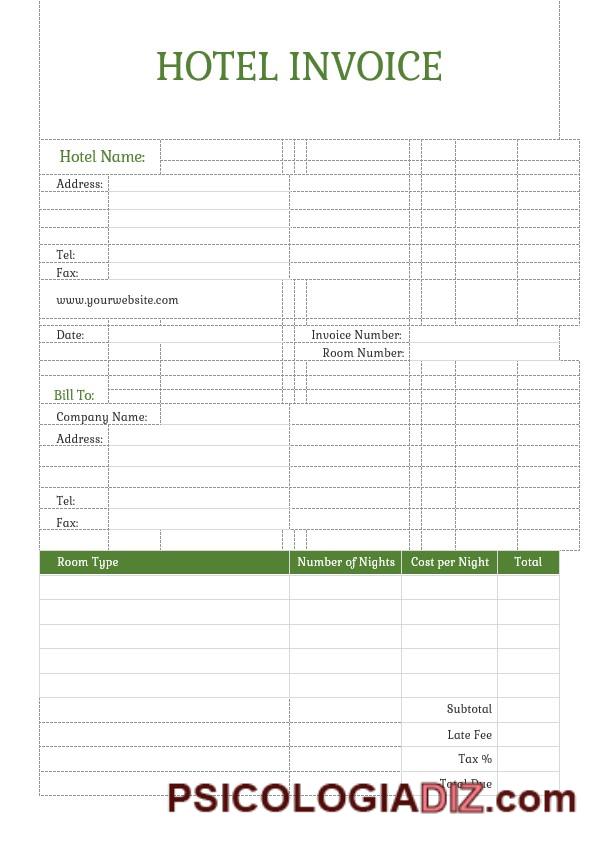 HOTEL INVOICE
Hotel Name:
Address:
Tel:
Fax:
www.yourwebsite.com
Date: Invoice Number:
Room Number:
Bill To:
Company Name:
Address:
Tel:
Fax:
Room Type Number of Nights Cost per Night Total
Subtotal
Late Fee
Tax %
Total Due
PSICOLOGIADIZ.com